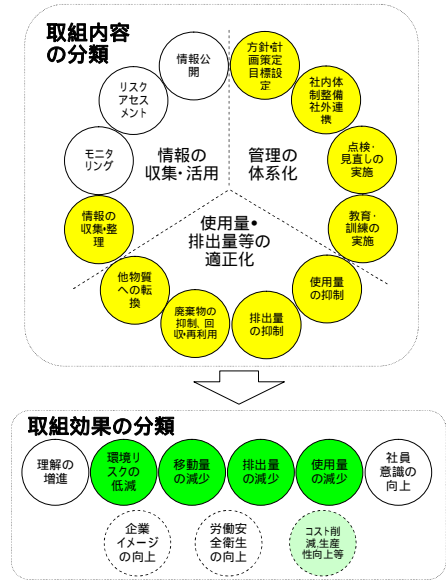 取組内容
の分類
情報公
開
方針・計
画策定
目標設
定
リスク
アセス
メント
社内体
制整備
社外連
携
モニタ
リング
情報の
収集・活用
管理の
体系化
点検・
見直しの
実施
情報の
収集・整
理
使用量・
排出量等の
適正化
教育・
訓練の
実施
他物質
への転
換
使用量
の抑制
廃棄物の
抑制、回
収・再利用
排出量
の抑制
取組効果の分類
理解の
増進
環境リ
スクの
低減
移動量
の減少
排出量
の減少
使用量
の減少
社員
意識の
向上
企業
イメージ
の向上
労働安
全衛生
の向上
コスト削
減、生産
性向上等